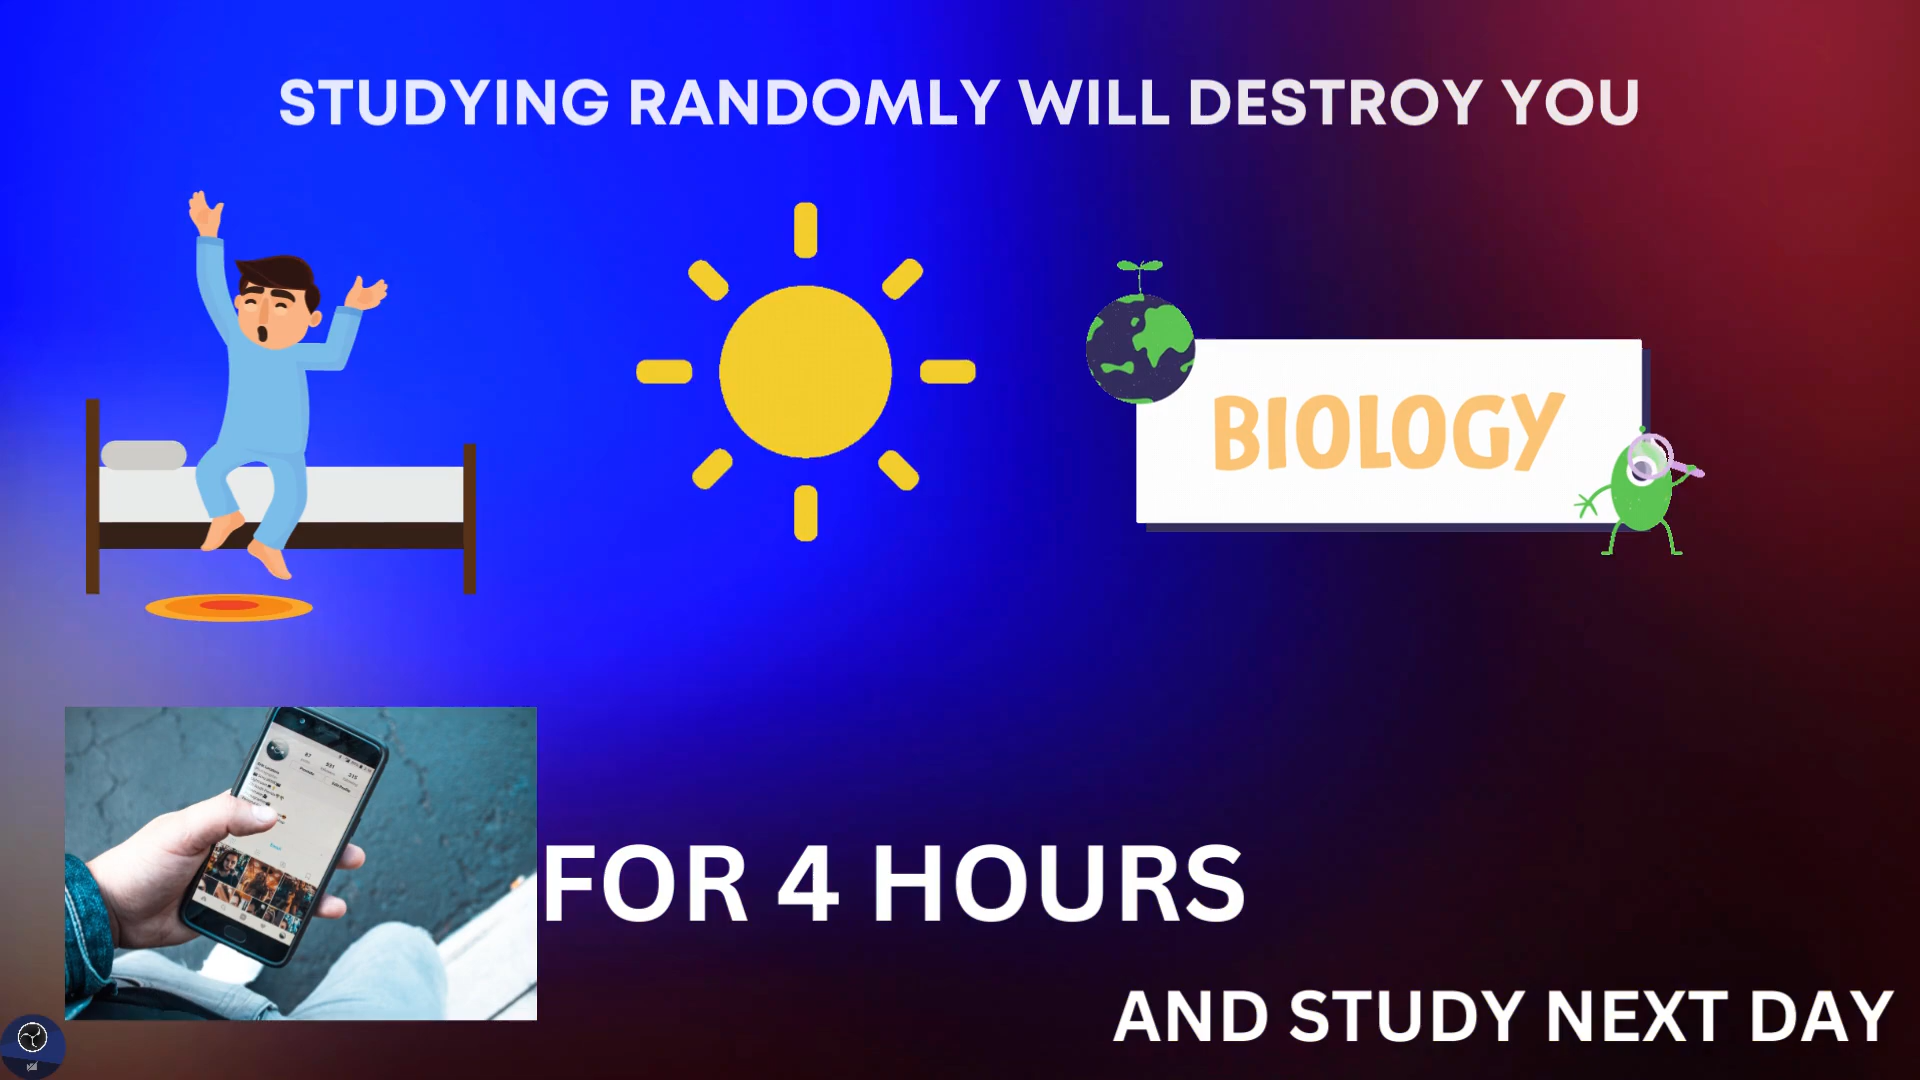 STUDYING RANDOMLY WILL DESTROY YOU
BIOLOGY
FOR 4 HOURS
AND STUDY NEXT DAY